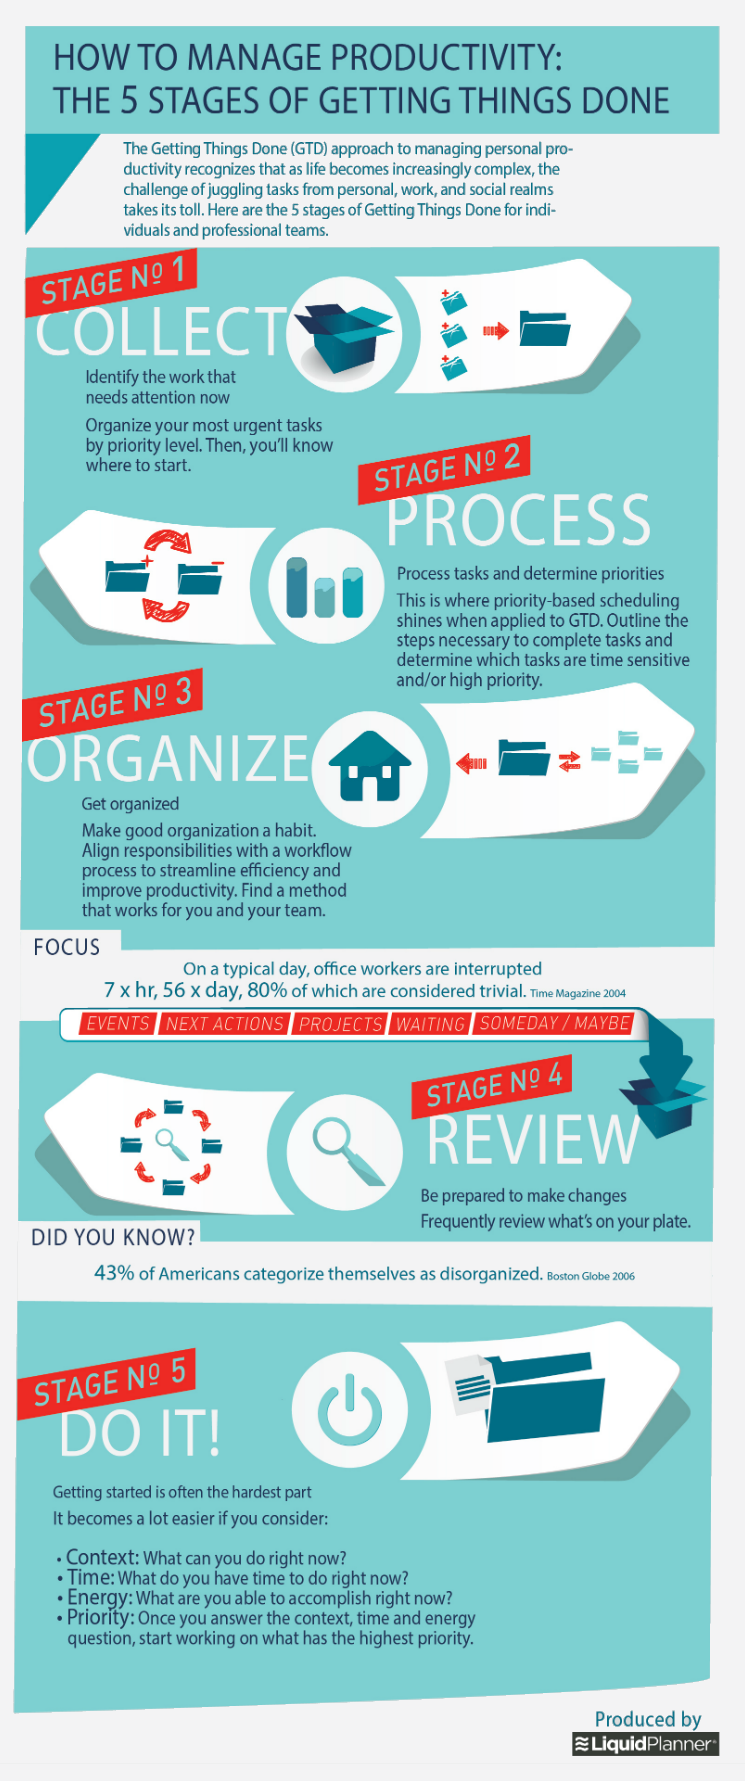 HOW TO MANAGE PRODUCTIVITY:
THE 5 STAGES OF GETTING THINGS DONE
The Getting Things Done (GTD) approach to managing personal pro-
ductivity recognizes that as life becomes increasingly complex, the
challenge of juggling tasks from personal, work, and social realms
takes its toll. Here are the 5 stages of Getting Things Done for indi-
viduals and professional teams.
STAGE Nº 1
COLLECT
Identify the work that
needs attention now
Organize your most urgent tasks
by priority level. Then, you'll know
where to start.
STAGE Nº 2
PROCESS
Process tasks and determine priorities
This is where priority-based scheduling
shines when applied to GTD. Outline the
steps necessary to complete tasks and
determine which tasks are time sensitive
and/or high priority.
STAGE Nº 3
ORGANIZE
Get organized
Make good organization a habit.
Align responsibilities with a workflow
process to streamline efficiency and
improve productivity. Find a method
that works for you and your team.
FOCUS
On a typical day, office workers are interrupted
7 x hr, 56 x day, 80% of which are considered trivial. Time Magazine 2004
EVENTS NEXT ACTIONS PROJECTS WAITING SOMEDAY / MAYBE
STAGE Nº 4
REVIEW
Be prepared to make changes
Frequently review what's on your plate.
DID YOU KNOW?
43% of Americans categorize themselves as disorganized. Boston Globe 2006
STAGE Nº 5
DO IT!
Getting started is often the hardest part
It becomes a lot easier if you consider:
• Context: What can you do right now?
• Time: What do you have time to do right now?
• Energy: What are you able to accomplish right now?
• Priority: Once you answer the context, time and energy
question, start working on what has the highest priority.
Produced by
LiquidPlanner